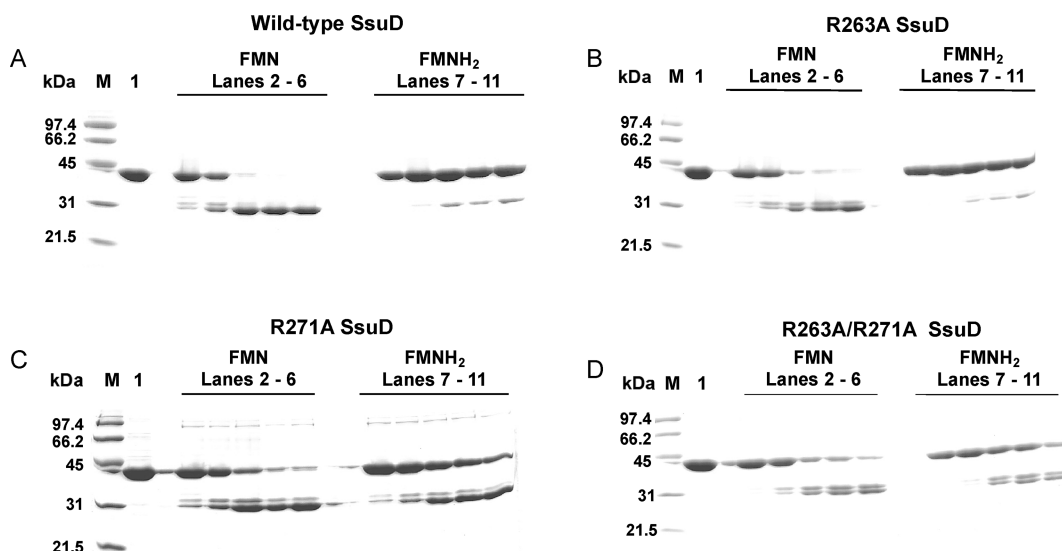 A
Wild-type SsuD
FMN
FMNH₂
kDa M 1 Lanes 2 - 6 Lanes 7 - 11
97.4
66.2
45
31
21.5
B
R263A SsuD
FMN
FMNH₂
kDa M 1 Lanes 2 - 6 Lanes 7 - 11
97.4
66.2
45
31
21.5
C
R271A SsuD
FMN
FMNH₂
kDa M 1 Lanes 2 - 6 Lanes 7 - 11
97.4
66.2
45
31
21.5
D
R263A/R271A SsuD
FMN
FMNH₂
kDa M 1 Lanes 2 - 6 Lanes 7 - 11
97.4
66.2
45
31
21.5